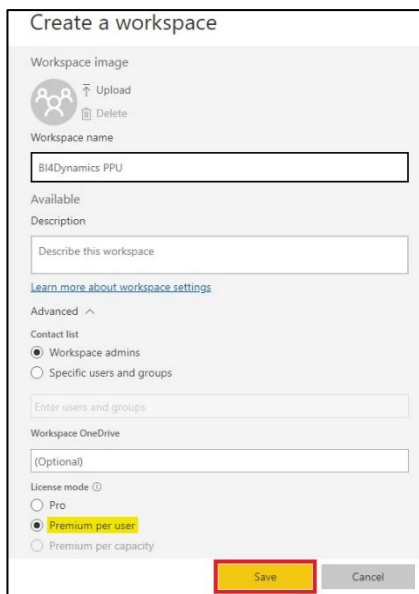 Create a workspace
Workspace image
Upload
Delete
Workspace name
BI4Dynamics PPU
Available
Description
Describe this workspace
Learn more about workspace settings
Advanced
Contact list
Workspace admins
Specific users and groups
Enter users and groups
Workspace OneDrive
(Optional)
License mode
Pro
Premium per user
Premium per capacity
Save Cancel